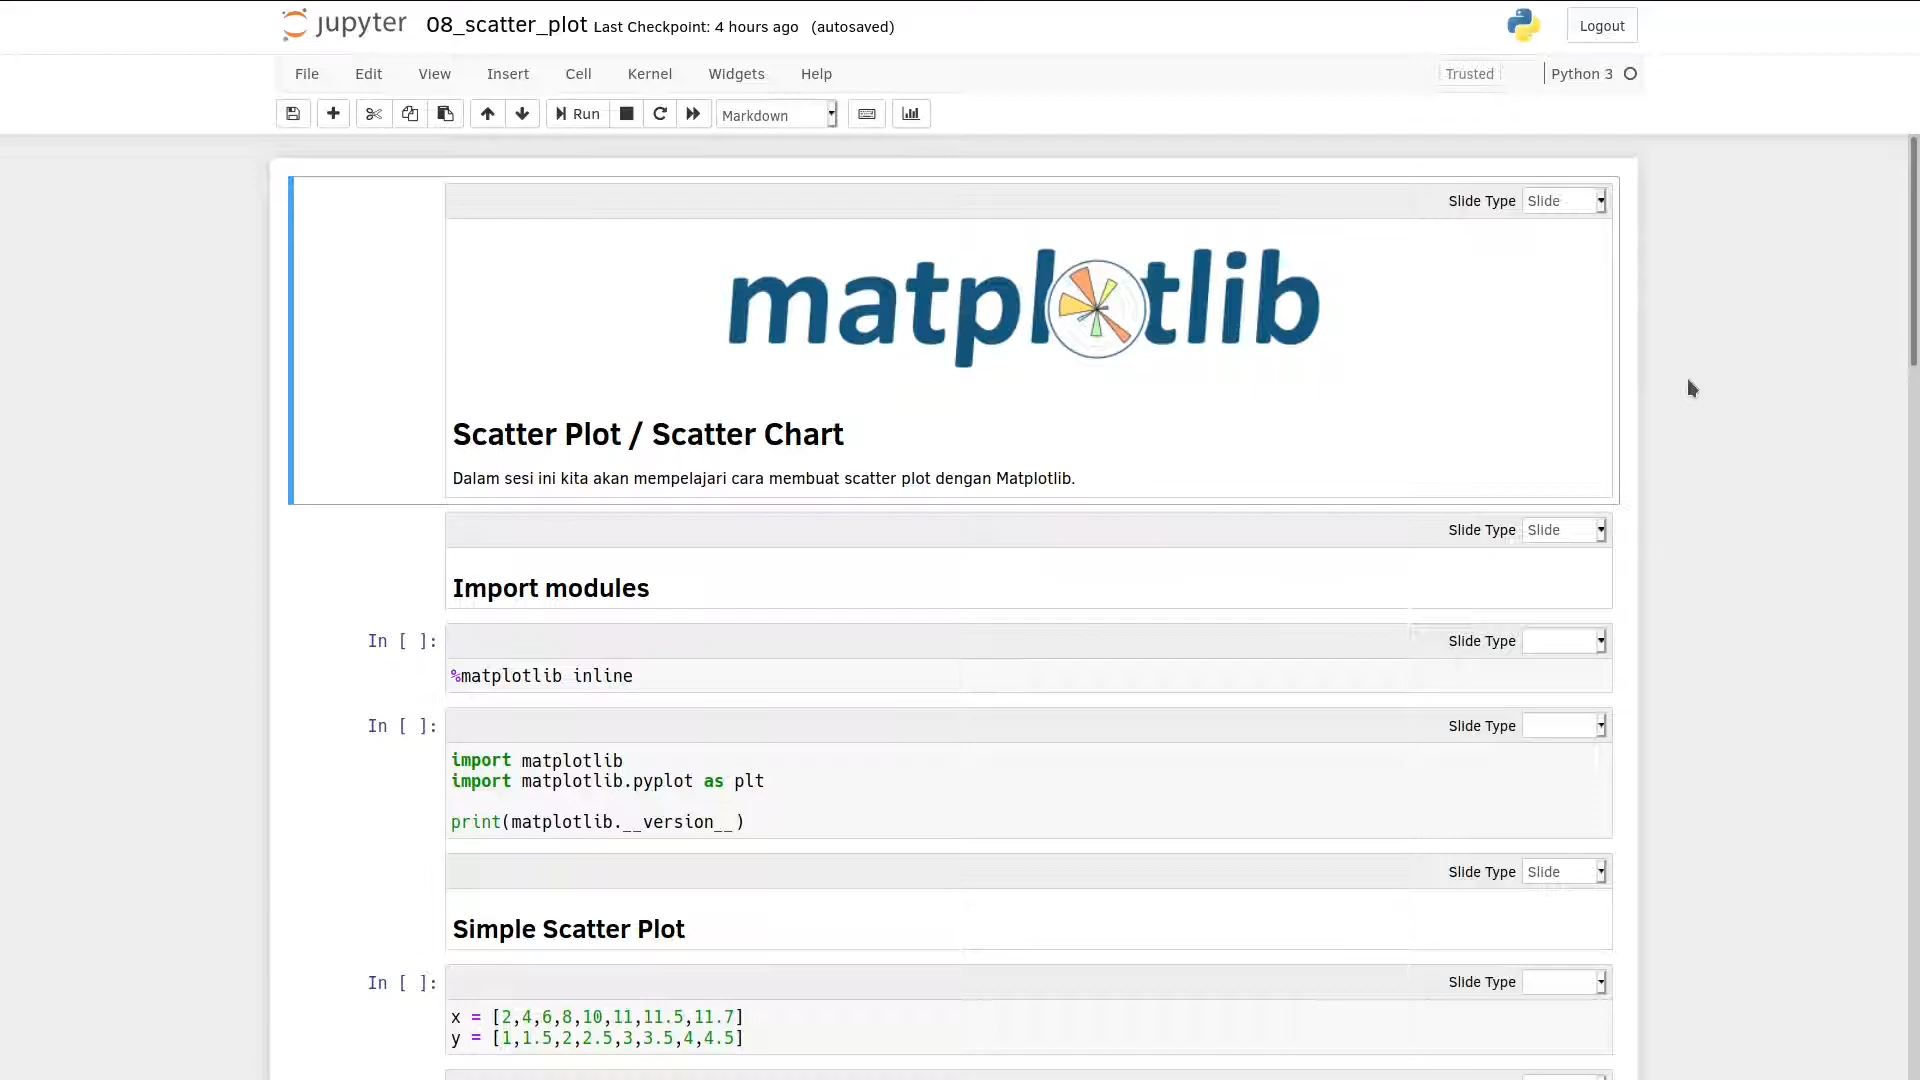 jupyter 08_scatter_plot Last Checkpoint: 4 hours ago (autosaved) Logout
File Edit View Insert Cell Kernel Widgets Help Trusted Python 3
Run Markdown
Slide Type Slide
matplotlib
Scatter Plot / Scatter Chart
Dalam sesi ini kita akan mempelajari cara membuat scatter plot dengan Matplotlib.
Slide Type Slide
Import modules
In [ ]: Slide Type
%matplotlib inline
In [ ]: Slide Type
import matplotlib
import matplotlib.pyplot as plt
print(matplotlib.__version__)
Slide Type Slide
Simple Scatter Plot
In [ ]: Slide Type
x = [2,4,6,8,10,11,11.5,11.7]
y = [1,1.5,2,2.5,3,3.5,4,4.5]